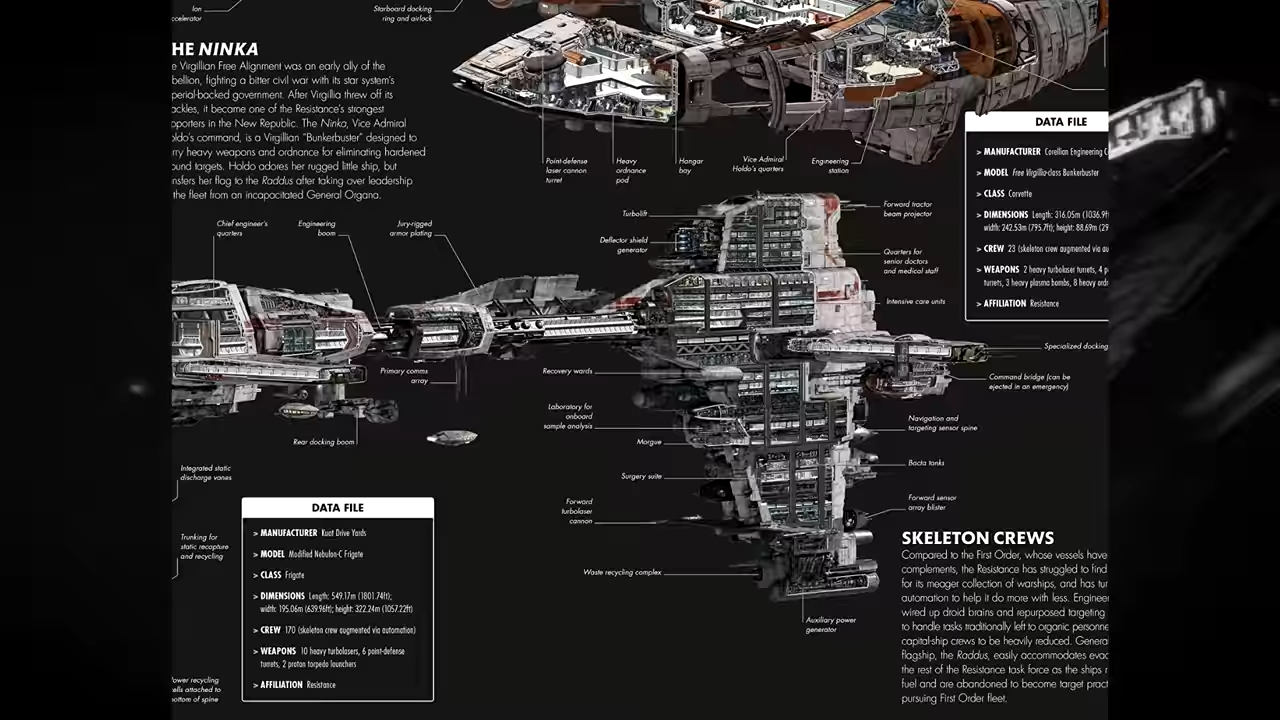 Ion
ccelerator
Starboard docking
ring and airlock
HE NINKA
e Virgillian Free Alignment was an early ally of the
bellion, fighting a bitter civil war with its star system's
perial-backed government. After Virgillia threw off its
ackles, it became one of the Resistance's strongest
pporters in the New Republic. The Ninka, Vice Admiral
oldo's command, is a Virgillian "Bunkerbuster" designed to
rry heavy weapons and ordnance for eliminating hardened
ound targets. Holdo adores her rugged little ship, but
nsfers her flag to the Raddus after taking over leadership
the fleet from an incapacitated General Organa.
Point-defense
laser cannon
turret
Heavy
ordnance
pod
Hangar
bay
Vice Admiral
Holdo's quarters
Engineering
station
DATA FILE
> MANUFACTURER Corellian Engineering C
> MODEL Free Virgillia-class Bunkerbuster
> CLASS Corvette
> DIMENSIONS Length: 316.05m (1036.9f
width: 242.53m (795.7ft); height: 88.69m (29
> CREW 23 (skeleton crew augmented via au
> WEAPONS 2 heavy turbolaser turrets, 4 p
turrets, 3 heavy plasma bombs, 8 heavy ord
> AFFILIATION Resistance
Chief engineer's
quarters
Engineering
boom
Jury-rigged
armor plating
Turbolift
Deflector shield
generator
Forward tractor
beam projector
Quarters for
senior doctors
and medical staff
Intensive care units
Specialized docking
Command bridge (can be
ejected in an emergency)
Primary comms
array
Recovery wards
Laboratory for
onboard
sample analysis
Morgue
Navigation and
targeting sensor spine
Rear docking boom
Surgery suite
Bacta tanks
Integrated static
discharge vanes
Forward
turbolaser
cannon
Forward sensor
array blister
Trunking for
static recapture
and recycling
Waste recycling complex
Auxiliary power
generator
ower recycling
ells attached to
ottom of spine
DATA FILE
> MANUFACTURER Kuat Drive Yards
> MODEL Modified Nebulon-C Frigate
> CLASS Frigate
> DIMENSIONS Length: 549.17m (1801.74ft);
width: 195.06m (639.96ft); height: 322.24m (1057.22ft)
> CREW 170 (skeleton crew augmented via automation)
> WEAPONS 10 heavy turbolasers, 6 point-defense
turrets, 2 proton torpedo launchers
> AFFILIATION Resistance
SKELETON CREWS
Compared to the First Order, whose vessels have
complements, the Resistance has struggled to find
for its meager collection of warships, and has tur
automation to help it do more with less. Enginee
wired up droid brains and repurposed targeting
to handle tasks traditionally left to organic personne
capital-ship crews to be heavily reduced. Genera
flagship, the Raddus, easily accommodates evac
the rest of the Resistance task force as the ships r
fuel and are abandoned to become target pract
pursuing First Order fleet.